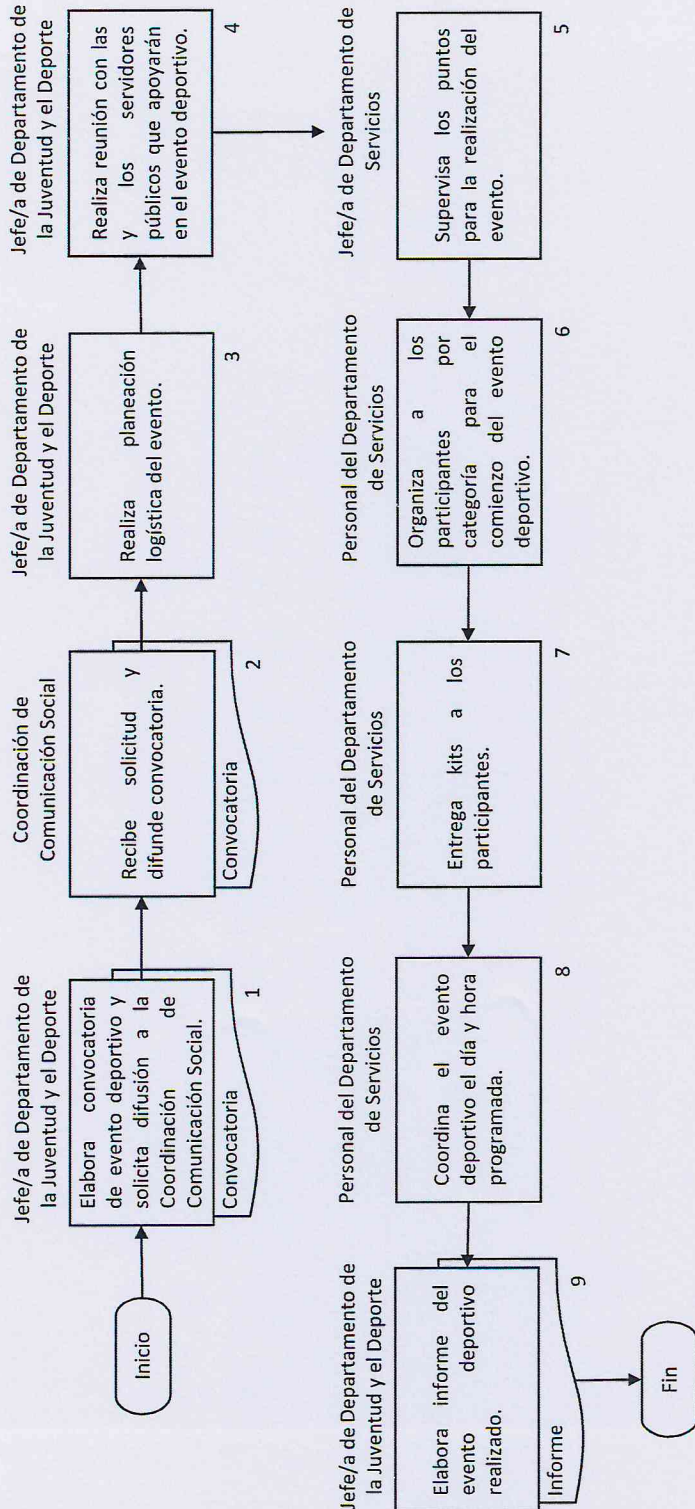 Inicio
Jefe/a de Departamento de
la Juventud y el Deporte
Elabora convocatoria
de evento deportivo y
solicita difusión a la
Coordinación de
Comunicación Social.
Convocatoria
1
Coordinación de
Comunicación Social
Recibe solicitud y
difunde convocatoria.
Convocatoria
2
Jefe/a de Departamento de
la Juventud y el Deporte
Realiza planeación
logística del evento.
3
Jefe/a de Departamento de
la Juventud y el Deporte
Realiza reunión con las
y los servidores
públicos que apoyarán
en el evento deportivo.
4
Jefe/a de Departamento de
Servicios
Supervisa los puntos
para la realización del
evento.
5
Personal del Departamento
de Servicios
Organiza a los
participantes por
categoría para el
comienzo del evento
deportivo.
6
Personal del Departamento
de Servicios
Entrega kits a los
participantes.
7
Personal del Departamento
de Servicios
Coordina el evento
deportivo el día y hora
programada.
8
Jefe/a de Departamento de
la Juventud y el Deporte
Elabora informe del
evento deportivo
realizado.
Informe
9
Fin